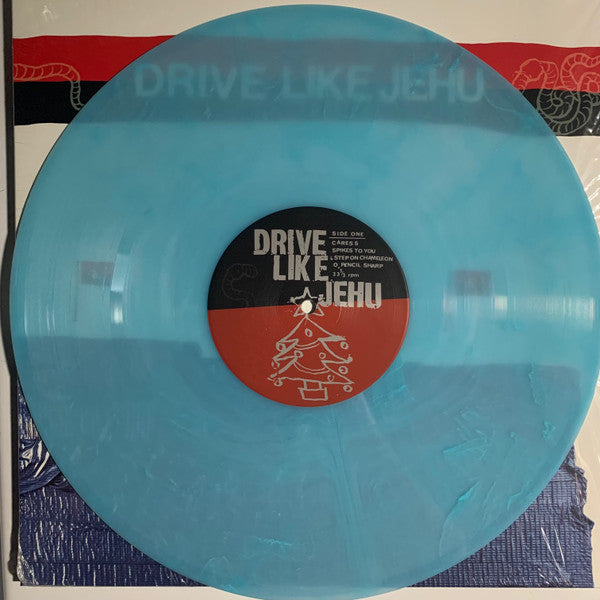 DRIVE LIKE JEHU
DRIVE
LIKE
JEHU
SIDE ONE
CARESS
SPIKES TO YOU
STEP ON CHAMELEON
O PENCIL SHARP
33⅓ rpm